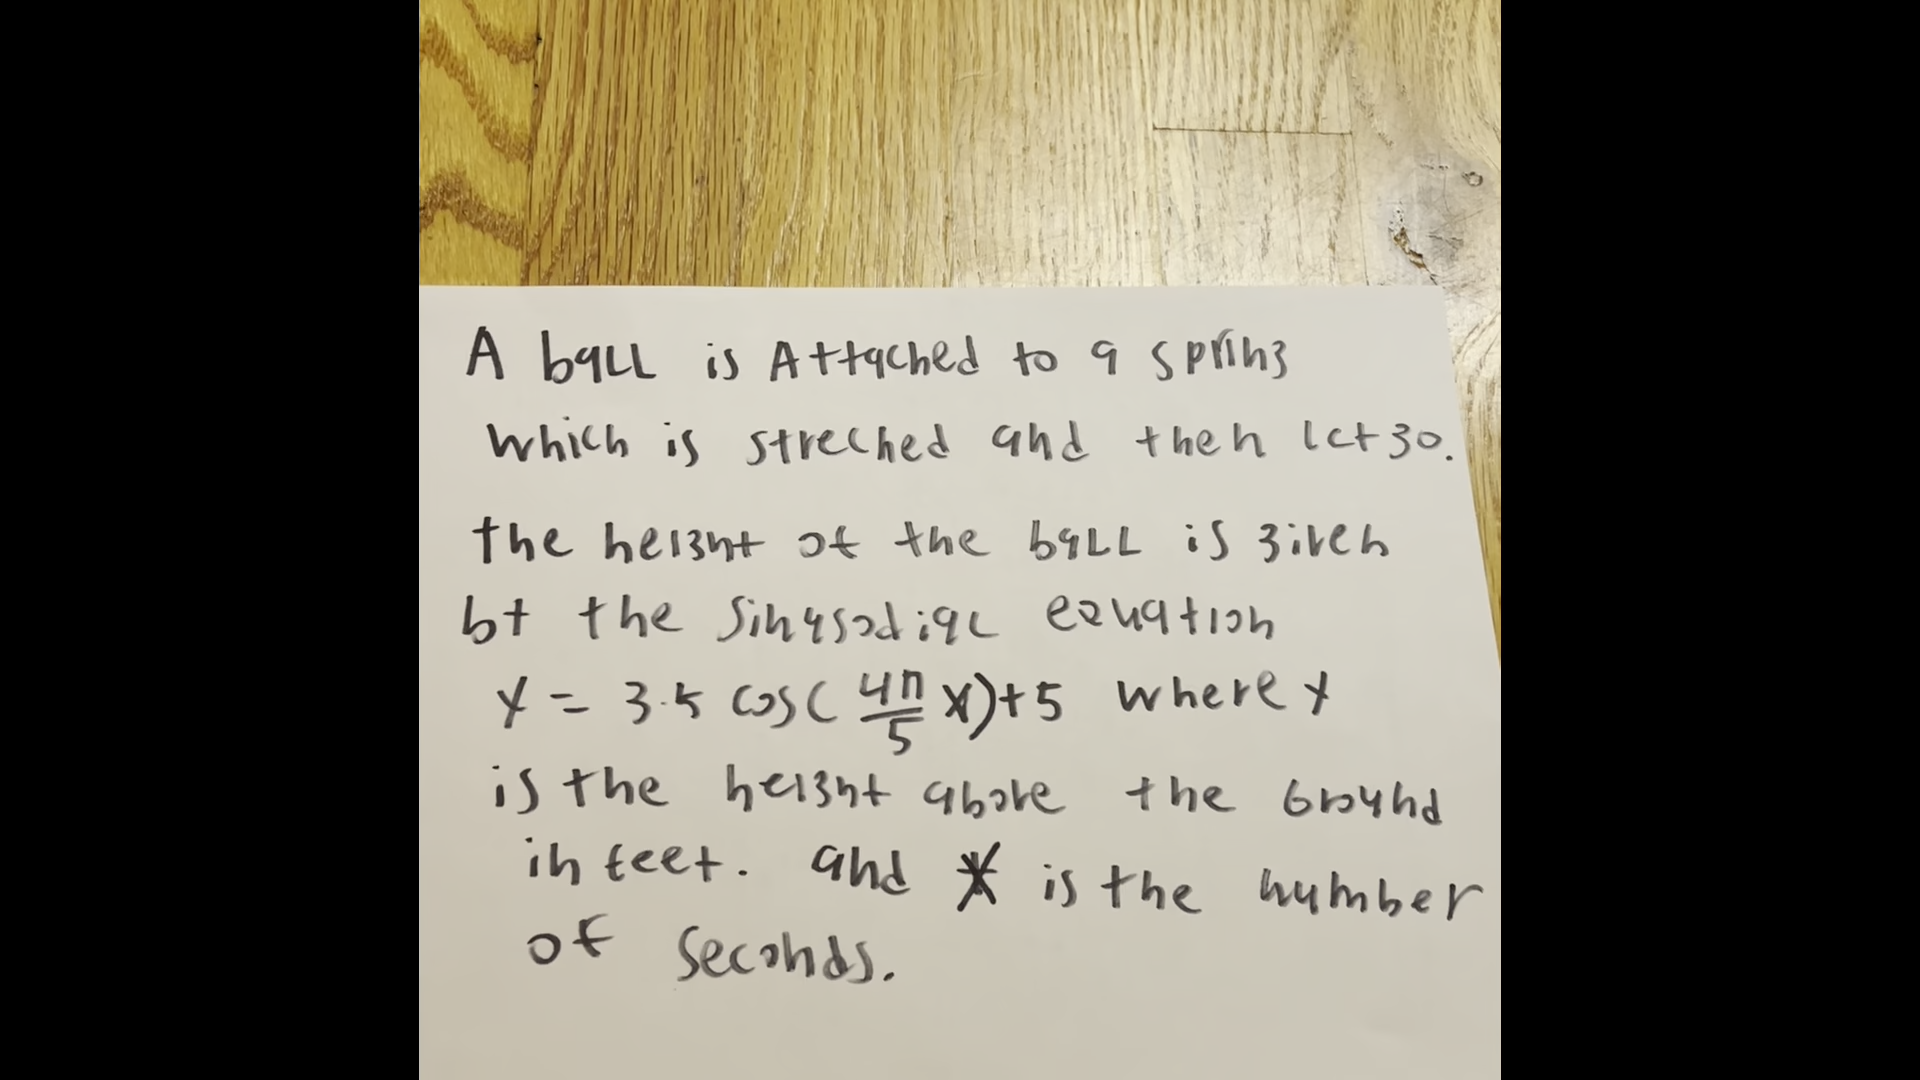 A ball is Attached to a spring
which is streched and then let go.
the height of the ball is given
by the Sinusodial equation
y = 3.5 cos( 4π/5 x)+5 where y
is the height above the Ground
in feet. and x is the number
of seconds.